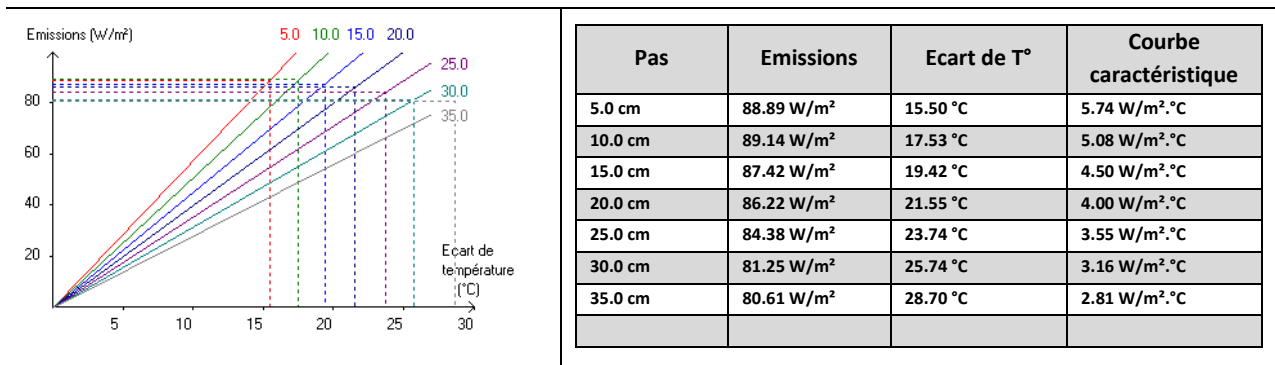 Emissions (W/m²)
5.0 10.0 15.0 20.0
25.0
30.0
35.0
80
60
40
20
Ecart de
température
(°C)
5 10 15 20 25 30
Pas Emissions Ecart de T° Courbe
caractéristique
5.0 cm 88.89 W/m² 15.50 °C 5.74 W/m².°C
10.0 cm 89.14 W/m² 17.53 °C 5.08 W/m².°C
15.0 cm 87.42 W/m² 19.42 °C 4.50 W/m².°C
20.0 cm 86.22 W/m² 21.55 °C 4.00 W/m².°C
25.0 cm 84.38 W/m² 23.74 °C 3.55 W/m².°C
30.0 cm 81.25 W/m² 25.74 °C 3.16 W/m².°C
35.0 cm 80.61 W/m² 28.70 °C 2.81 W/m².°C